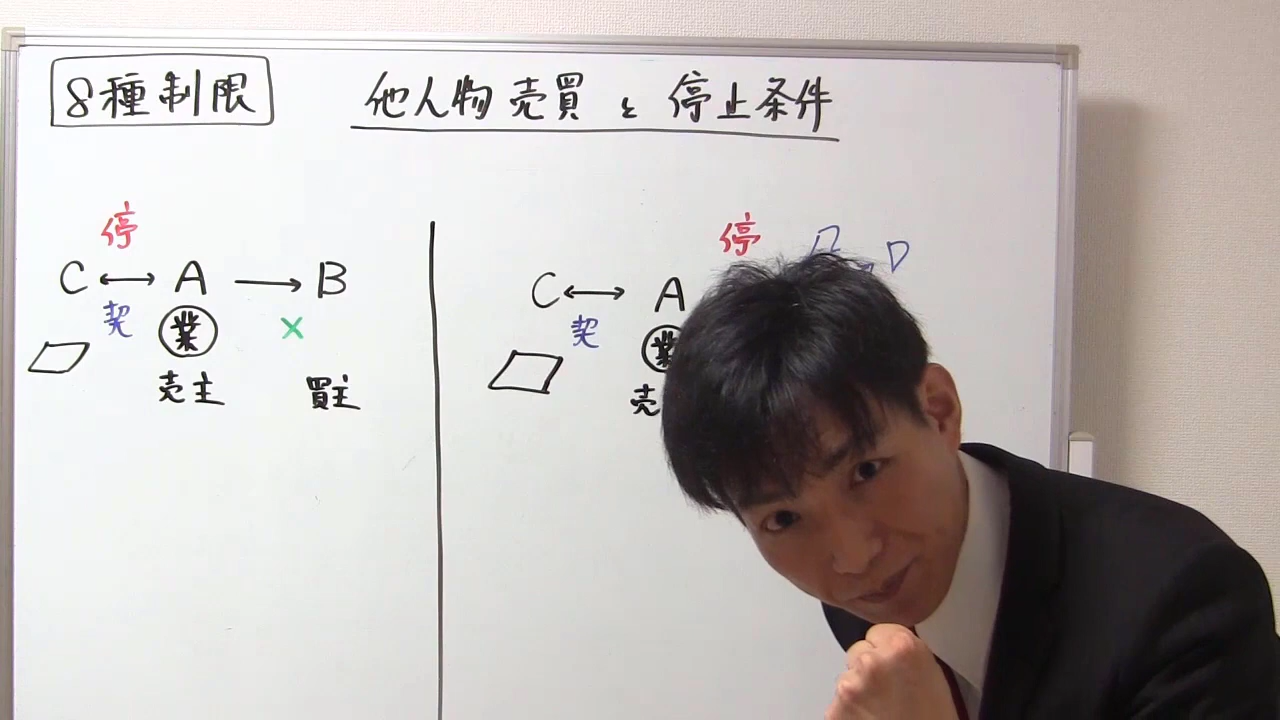 8種制限
他人物売買と停止条件
停
C ↔ A → B
契
×
業
売主
買主
停
D
C ↔ A
契
業
売